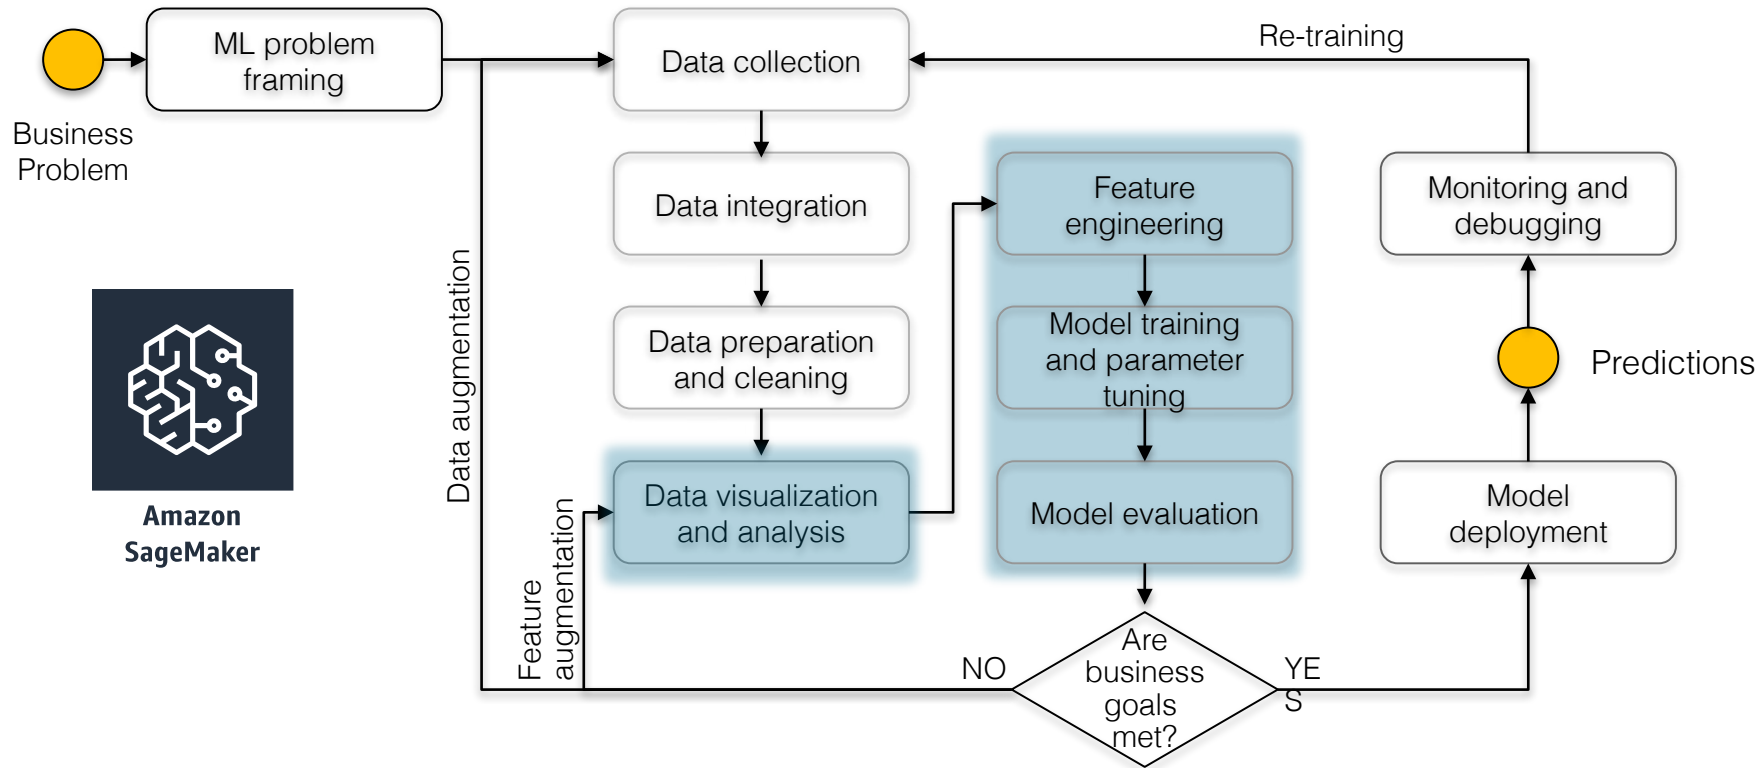 ML problem
framing
Business
Problem
Data collection
Re-training
Data integration
Data preparation
and cleaning
Data visualization
and analysis
Data augmentation
Feature
augmentation
Feature
engineering
Model training
and parameter
tuning
Model evaluation
Are
business
goals
met?
NO
YE
S
Monitoring and
debugging
Predictions
Model
deployment
Amazon
SageMaker